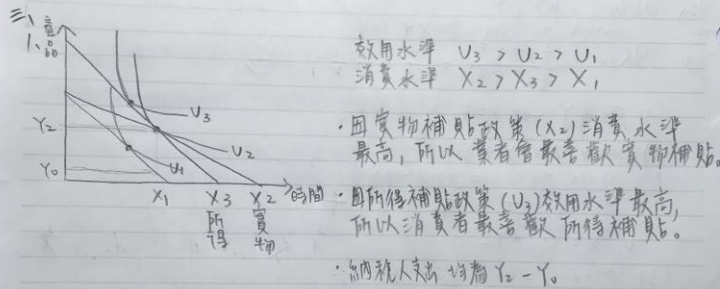 三、
1、
商品
Y₂
Y₀
U₃
U₂
U₁
X₁ X₃ X₂ 時間
所得 實物
效用水準 U₃ > U₂ > U₁
消費水準 X₂ > X₃ > X₁
·因實物補貼政策(X₂)消費水準
最高,所以業者會最喜歡實物補貼。
·因所得補貼政策(U₃)效用水準最高,
所以消費者最喜歡所得補貼。
·納稅人支出均為Y₂-Y₀